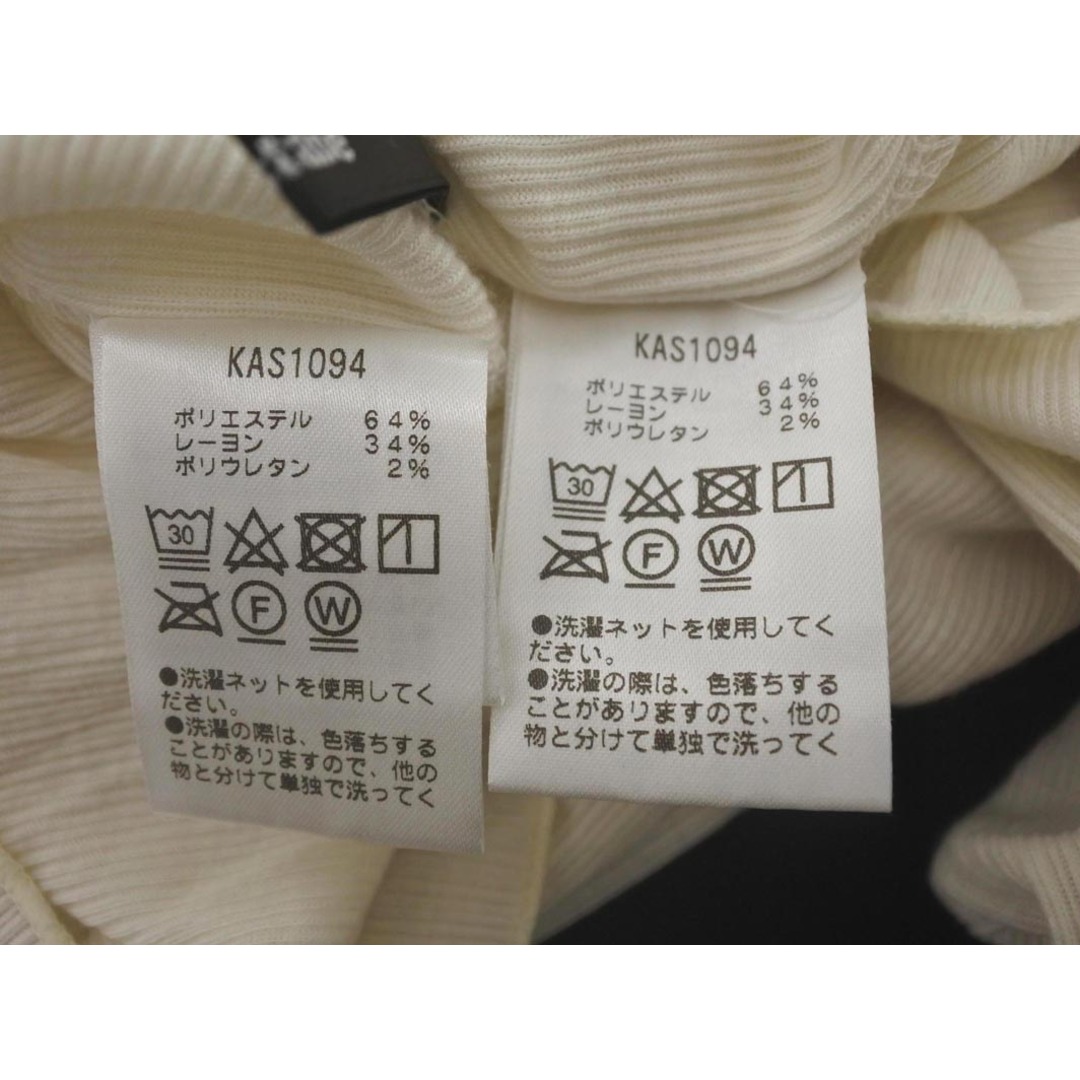 KAS1094
ポリエステル 64%
レーヨン 34%
ポリウレタン 2%
30
F
W
●洗濯ネットを使用してく
ださい。
●洗濯の際は、色落ちする
ことがありますので、他の
物と分けて単独で洗ってく
KAS1094
ポリエステル 64%
レーヨン 34%
ポリウレタン 2%
30
F
W
●洗濯ネットを使用してく
ださい。
●洗濯の際は、色落ちする
ことがありますので、他の
物と分けて単独で洗ってく